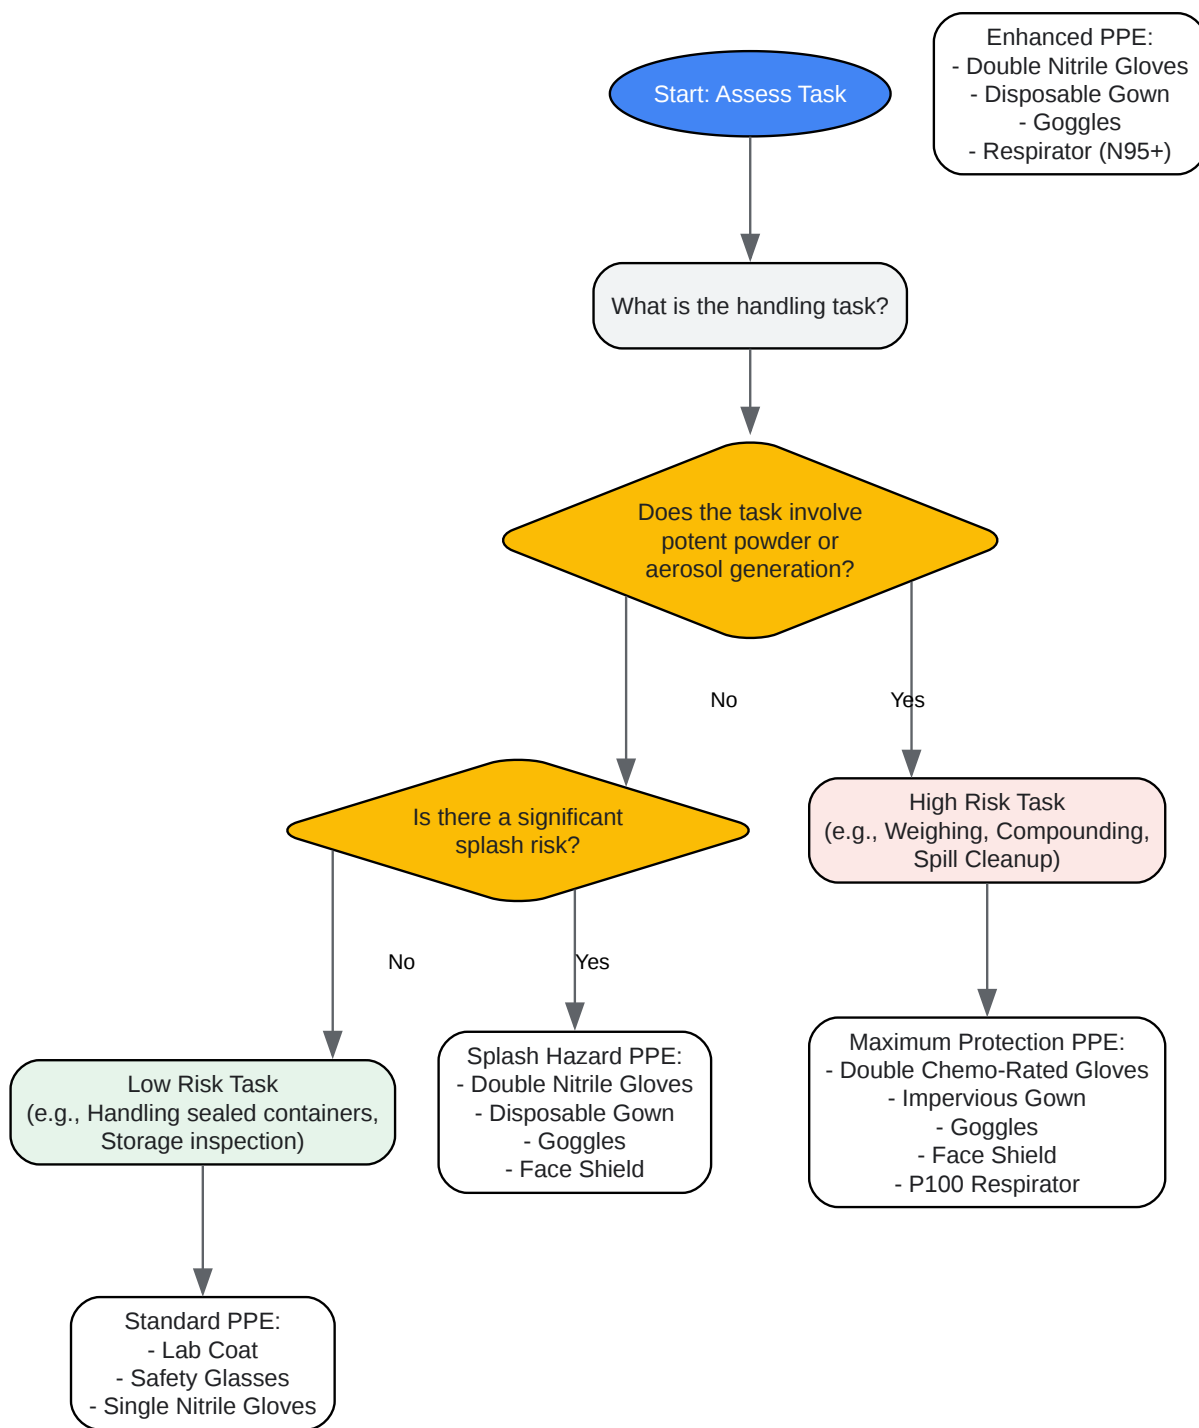 Start: Assess Task
Enhanced PPE:
- Double Nitrile Gloves
- Disposable Gown
- Goggles
- Respirator (N95+)
What is the handling task?
Does the task involve
potent powder or
aerosol generation?
No
Yes
Is there a significant
splash risk?
High Risk Task
(e.g., Weighing, Compounding,
Spill Cleanup)
No
Yes
Low Risk Task
(e.g., Handling sealed containers,
Storage inspection)
Splash Hazard PPE:
- Double Nitrile Gloves
- Disposable Gown
- Goggles
- Face Shield
Maximum Protection PPE:
- Double Chemo-Rated Gloves
- Impervious Gown
- Goggles
- Face Shield
- P100 Respirator
Standard PPE:
- Lab Coat
- Safety Glasses
- Single Nitrile Gloves